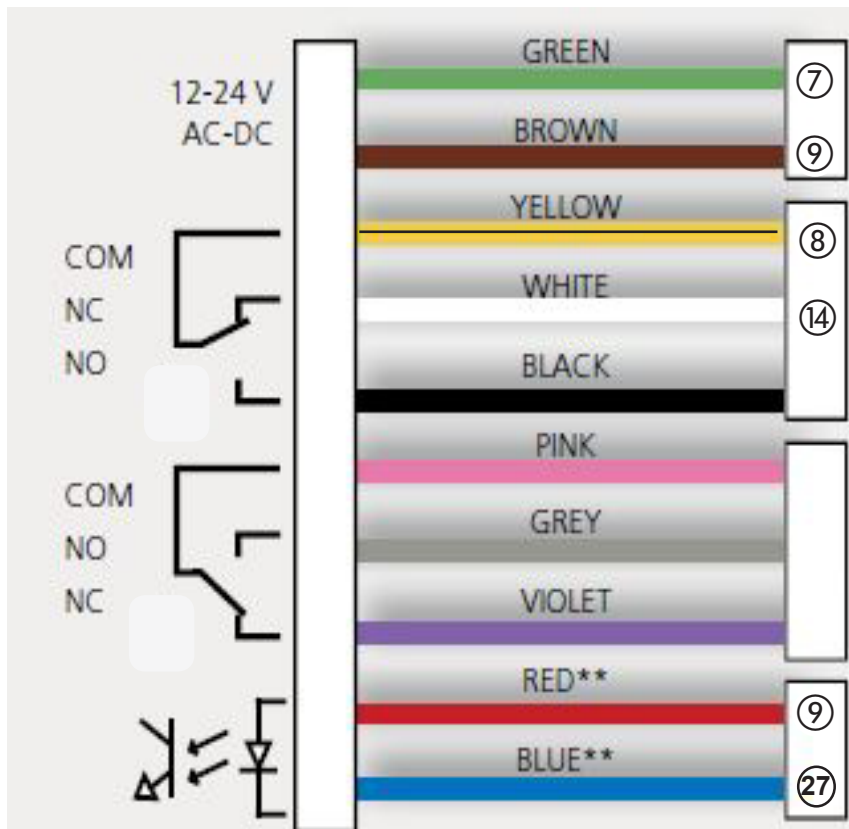 12-24 V
AC-DC
GREEN
⑦
BROWN
⑨
COM
NC
NO
YELLOW
⑧
WHITE
⑭
BLACK
COM
NO
NC
PINK
GREY
VIOLET
RED**
⑨
BLUE**
㉗